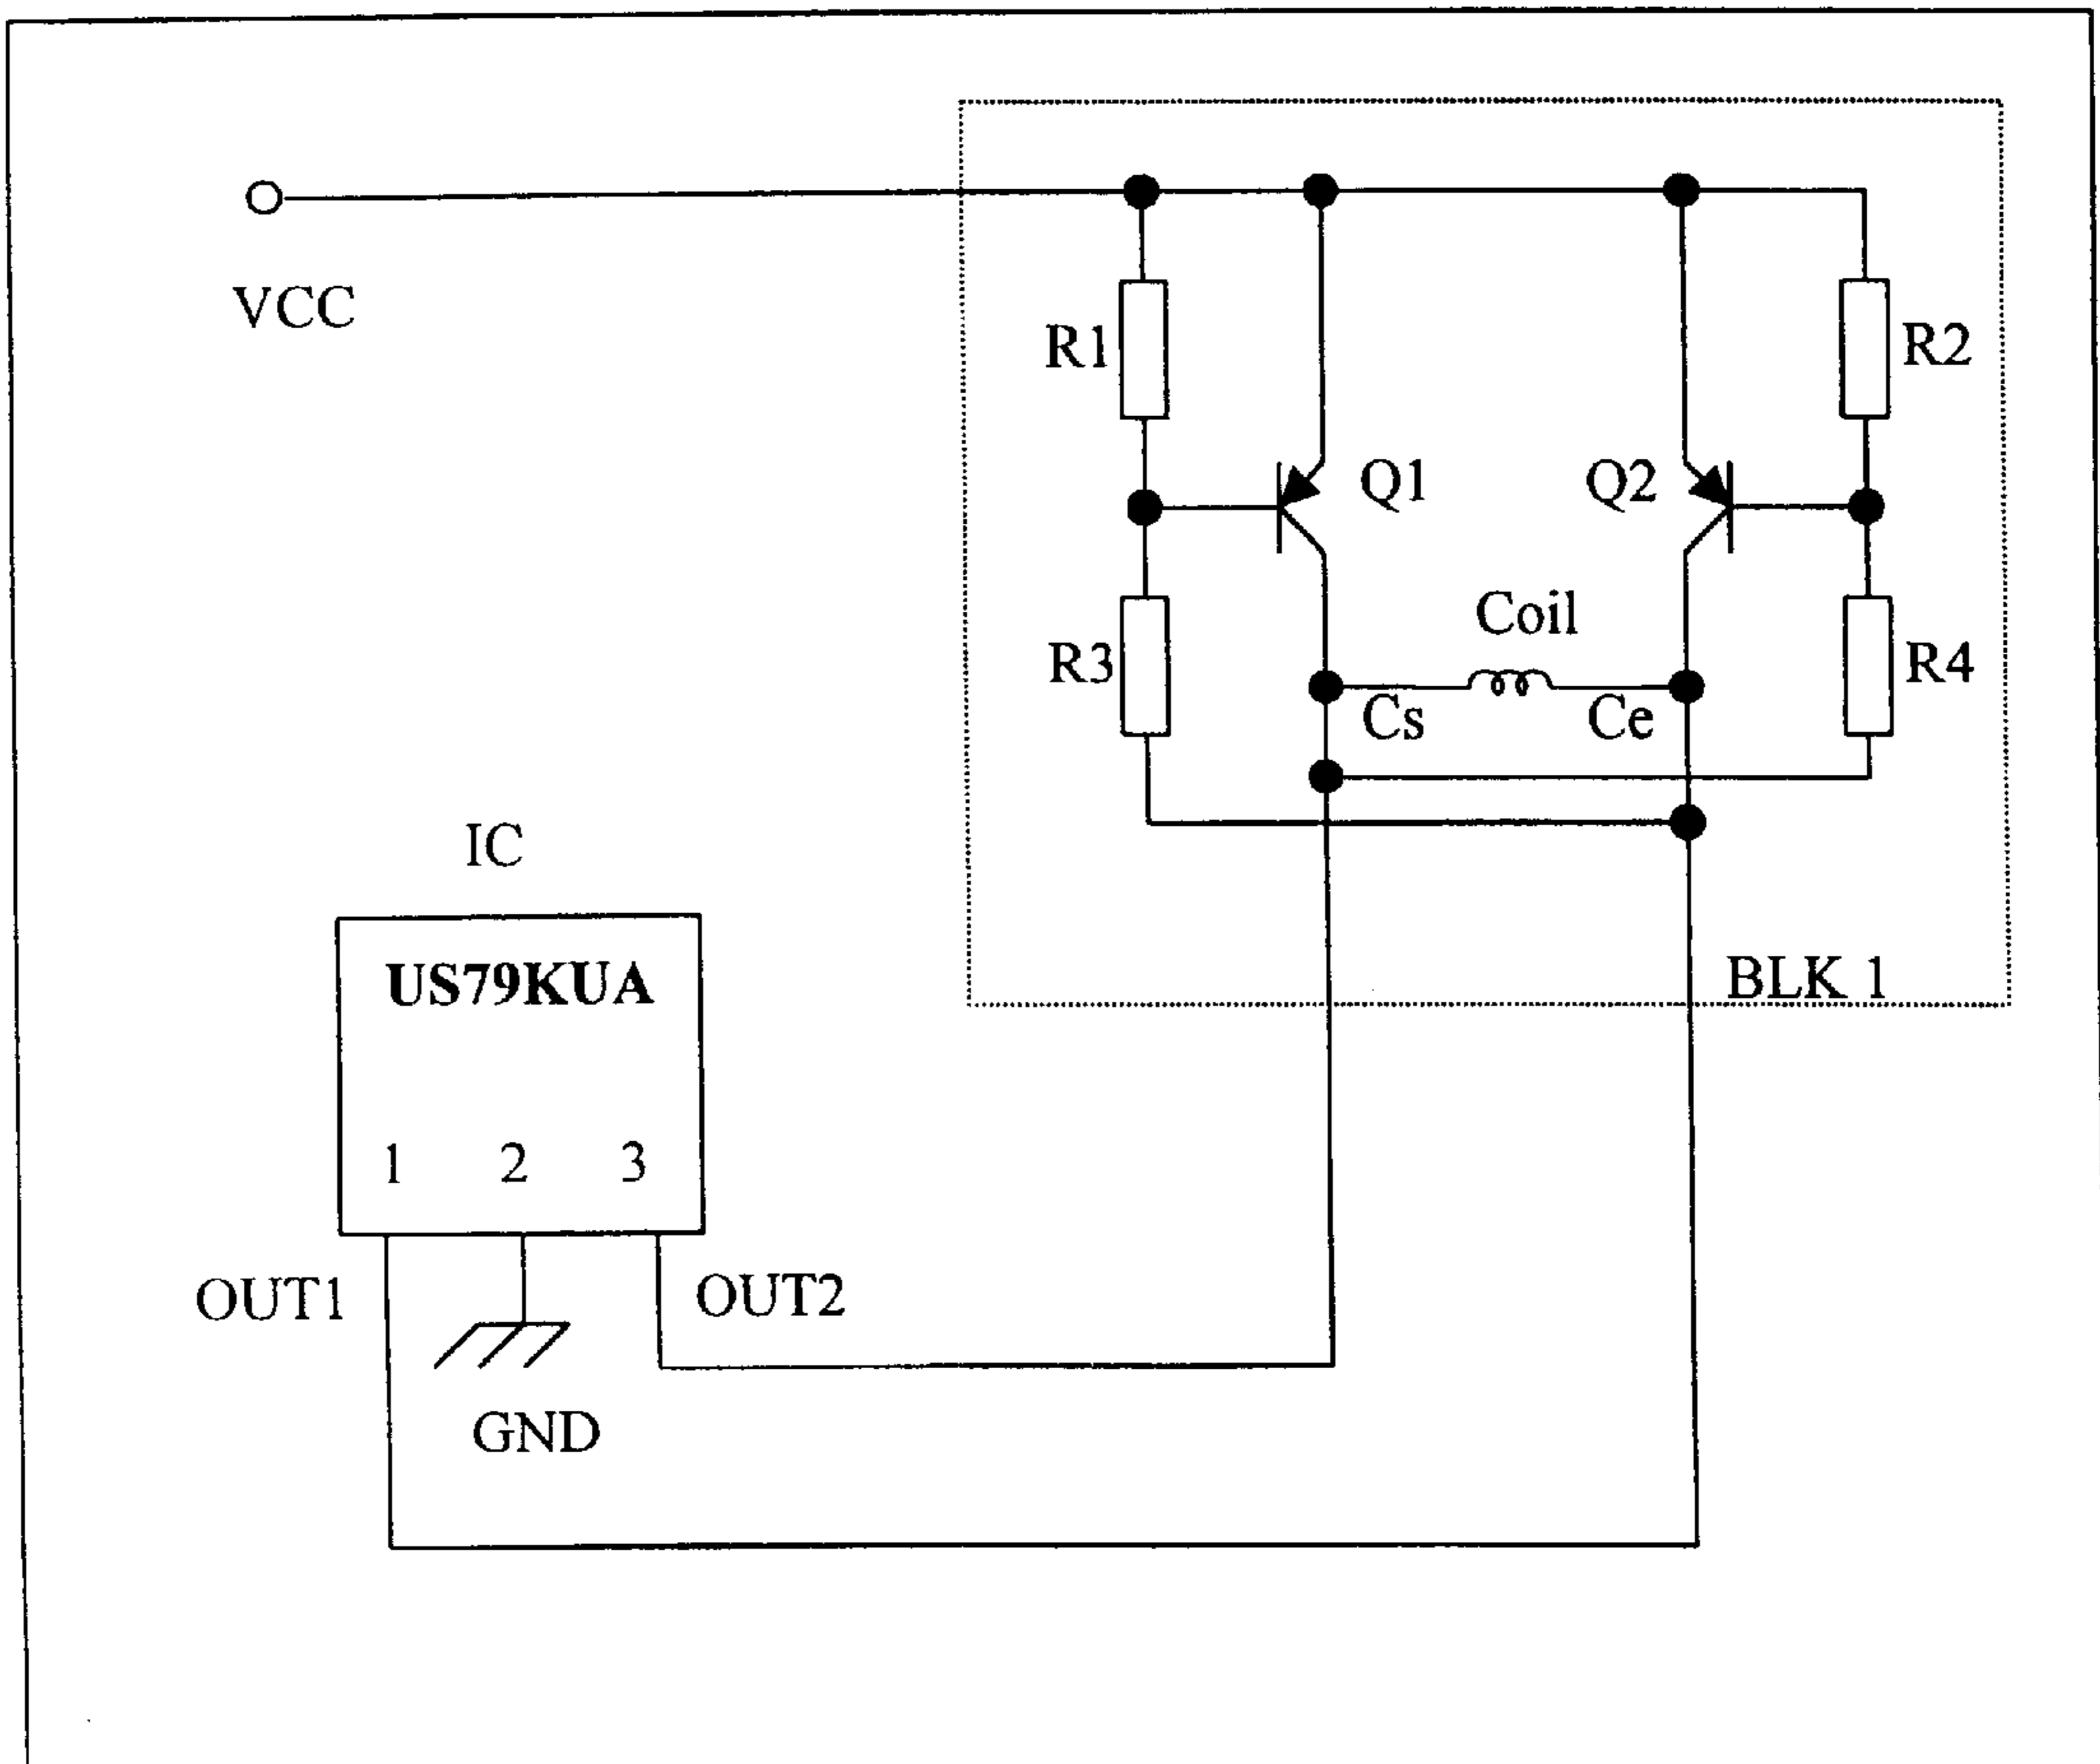 VCC
R1
R2
Q1
Q2
Coil
R3
R4
Cs
Ce
IC
US79KUA
BLK 1
1 2 3
OUT1
OUT2
GND